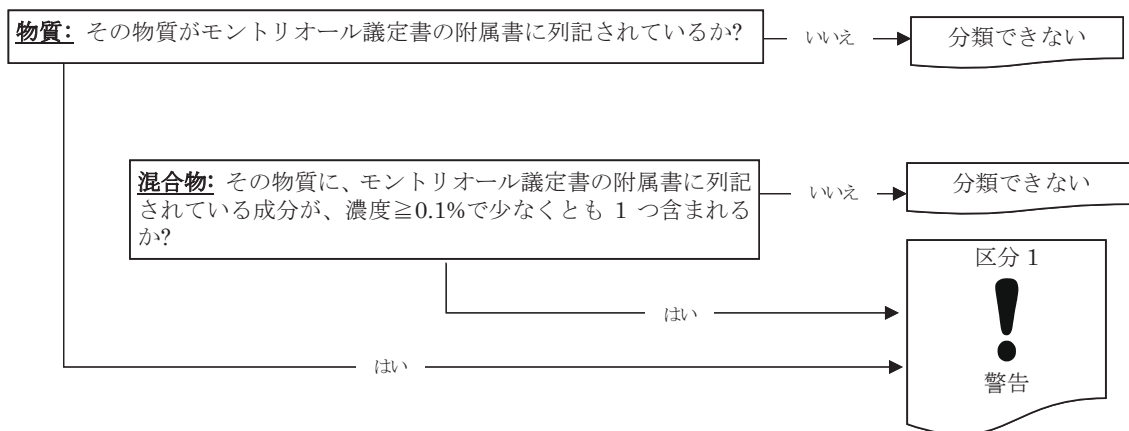 物質: その物質がモントリオール議定書の附属書に列記されているか?
いいえ
分類できない
混合物: その物質に、モントリオール議定書の附属書に列記
されている成分が、濃度≧0.1%で少なくとも 1 つ含まれる
か?
いいえ
分類できない
区分 1
警告
はい
はい